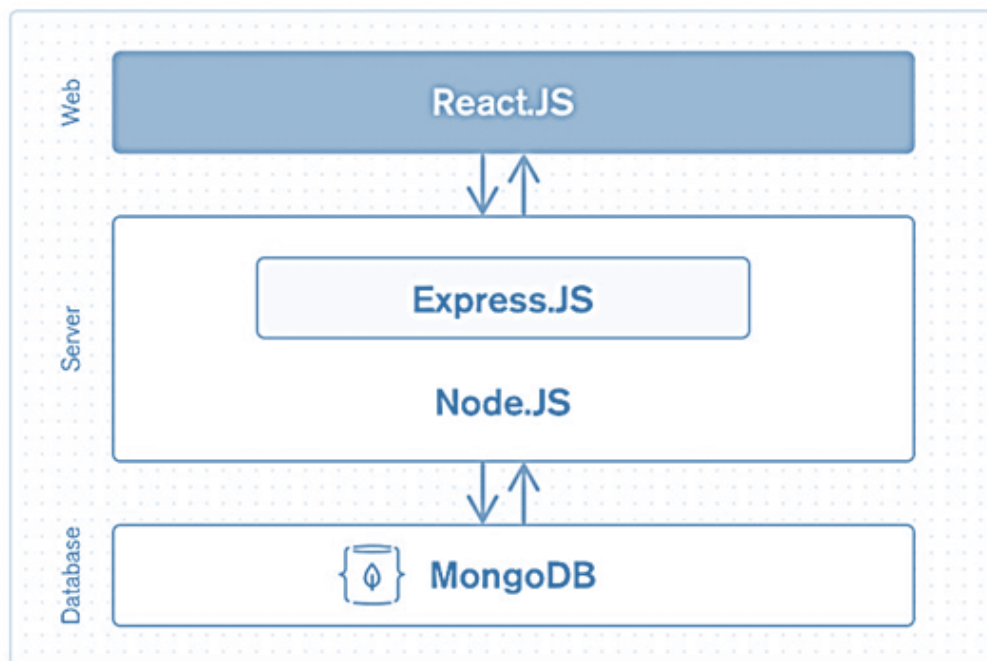 Web
React.JS
Server
Express.JS
Node.JS
Database
MongoDB